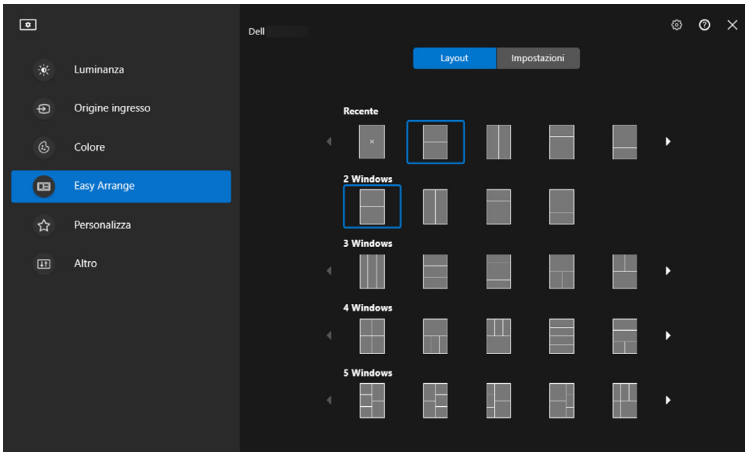 Dell
Layout
Impostazioni
Luminanza
Origine ingresso
Colore
Easy Arrange
Personalizza
Altro
Recente
2 Windows
3 Windows
4 Windows
5 Windows